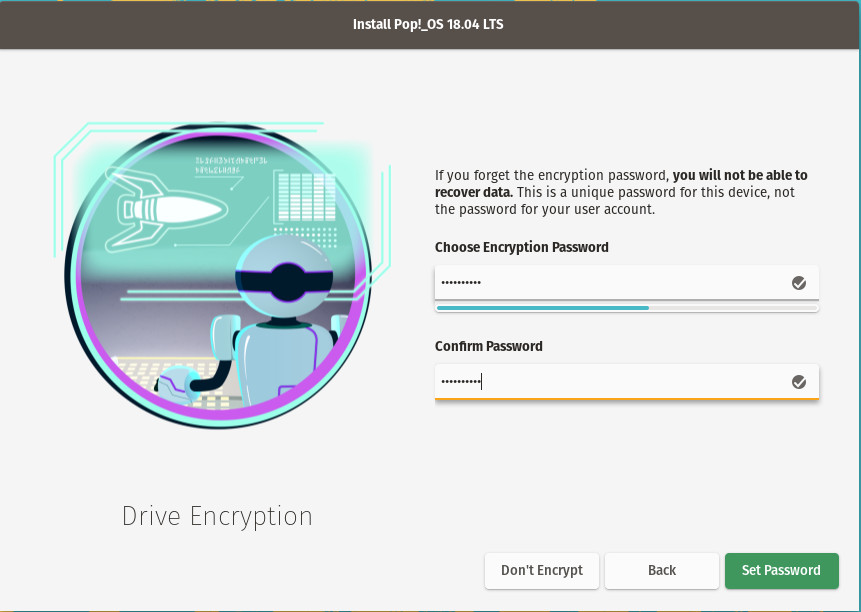 Install Pop!_OS 18.04 LTS
If you forget the encryption password, you will not be able to
recover data. This is a unique password for this device, not
the password for your user account.
Choose Encryption Password
••••••••••
Confirm Password
••••••••••
Drive Encryption
Don't Encrypt
Back
Set Password